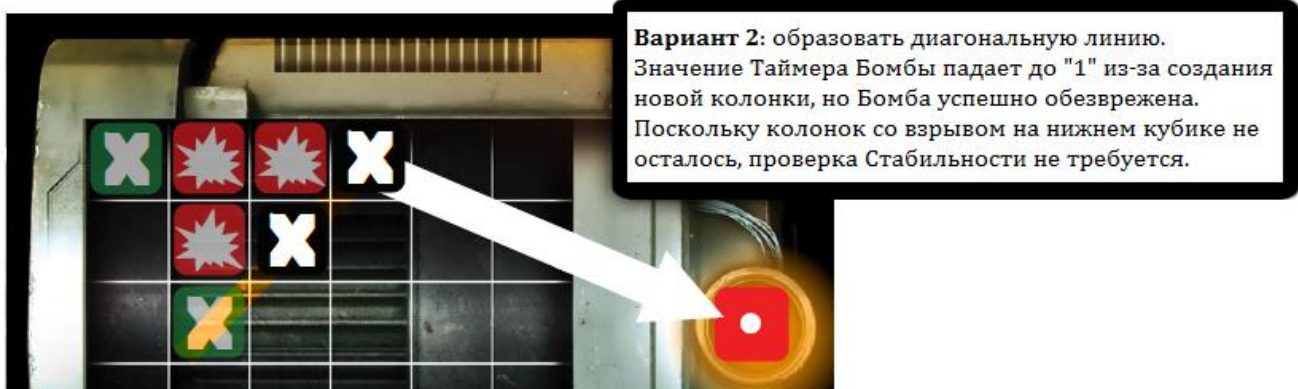 Вариант 2: образовать диагональную линию.
Значение Таймера Бомбы падает до "1" из-за создания
новой колонки, но Бомба успешно обезврежена.
Поскольку колонок со взрывом на нижнем кубике не
осталось, проверка Стабильности не требуется.